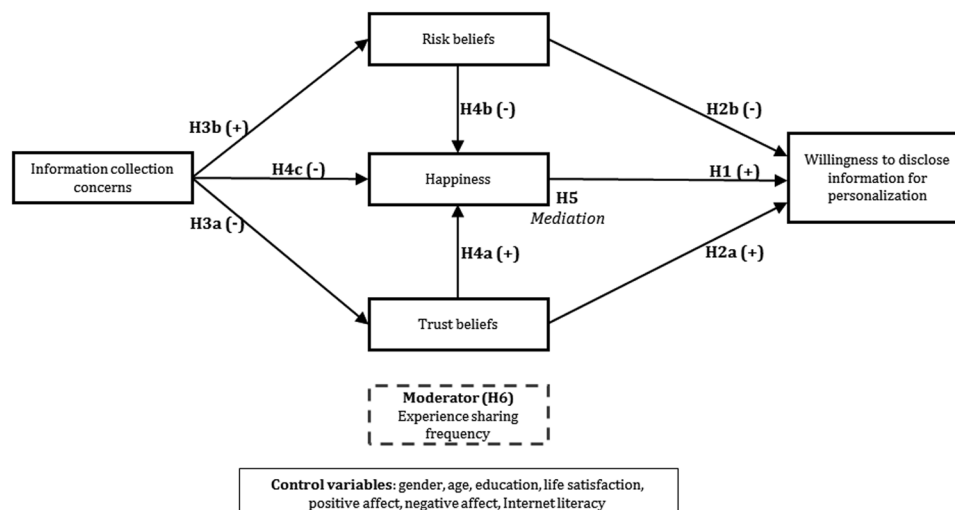 Risk beliefs
H4b (-)
H2b (-)
H3b (+)
Information collection
concerns
H4c (-)
Happiness
H1 (+)
Willingness to disclose
information for
personalization
H5
Mediation
H3a (-)
H4a (+)
H2a (+)
Trust beliefs
Moderator (H6)
Experience sharing
frequency
Control variables: gender, age, education, life satisfaction,
positive affect, negative affect, Internet literacy